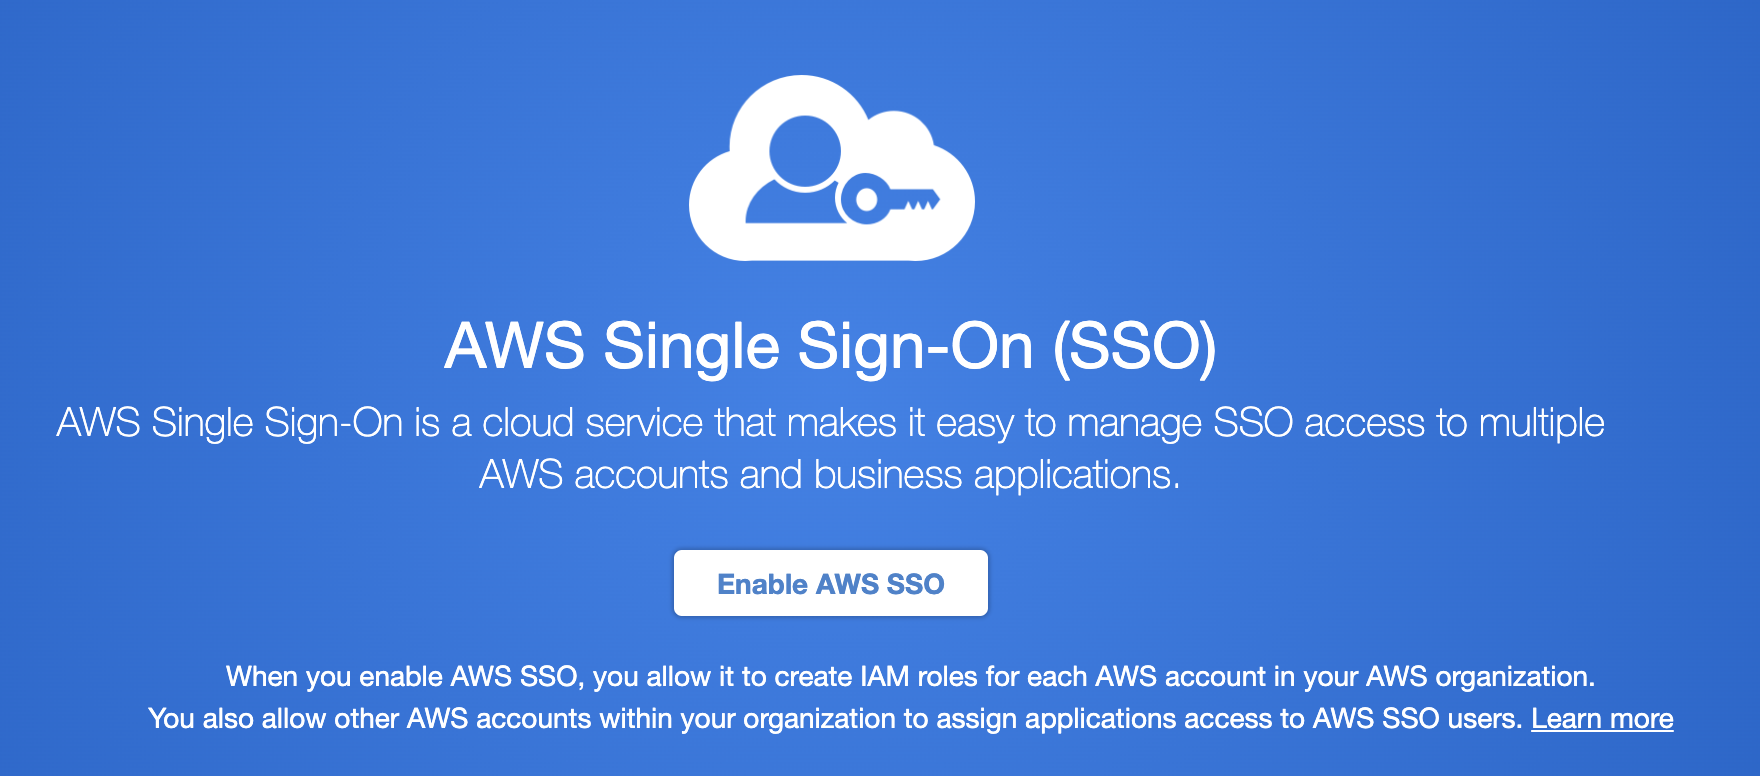 AWS Single Sign-On (SSO)
AWS Single Sign-On is a cloud service that makes it easy to manage SSO access to multiple
AWS accounts and business applications.
Enable AWS SSO
When you enable AWS SSO, you allow it to create IAM roles for each AWS account in your AWS organization.
You also allow other AWS accounts within your organization to assign applications access to AWS SSO users. Learn more